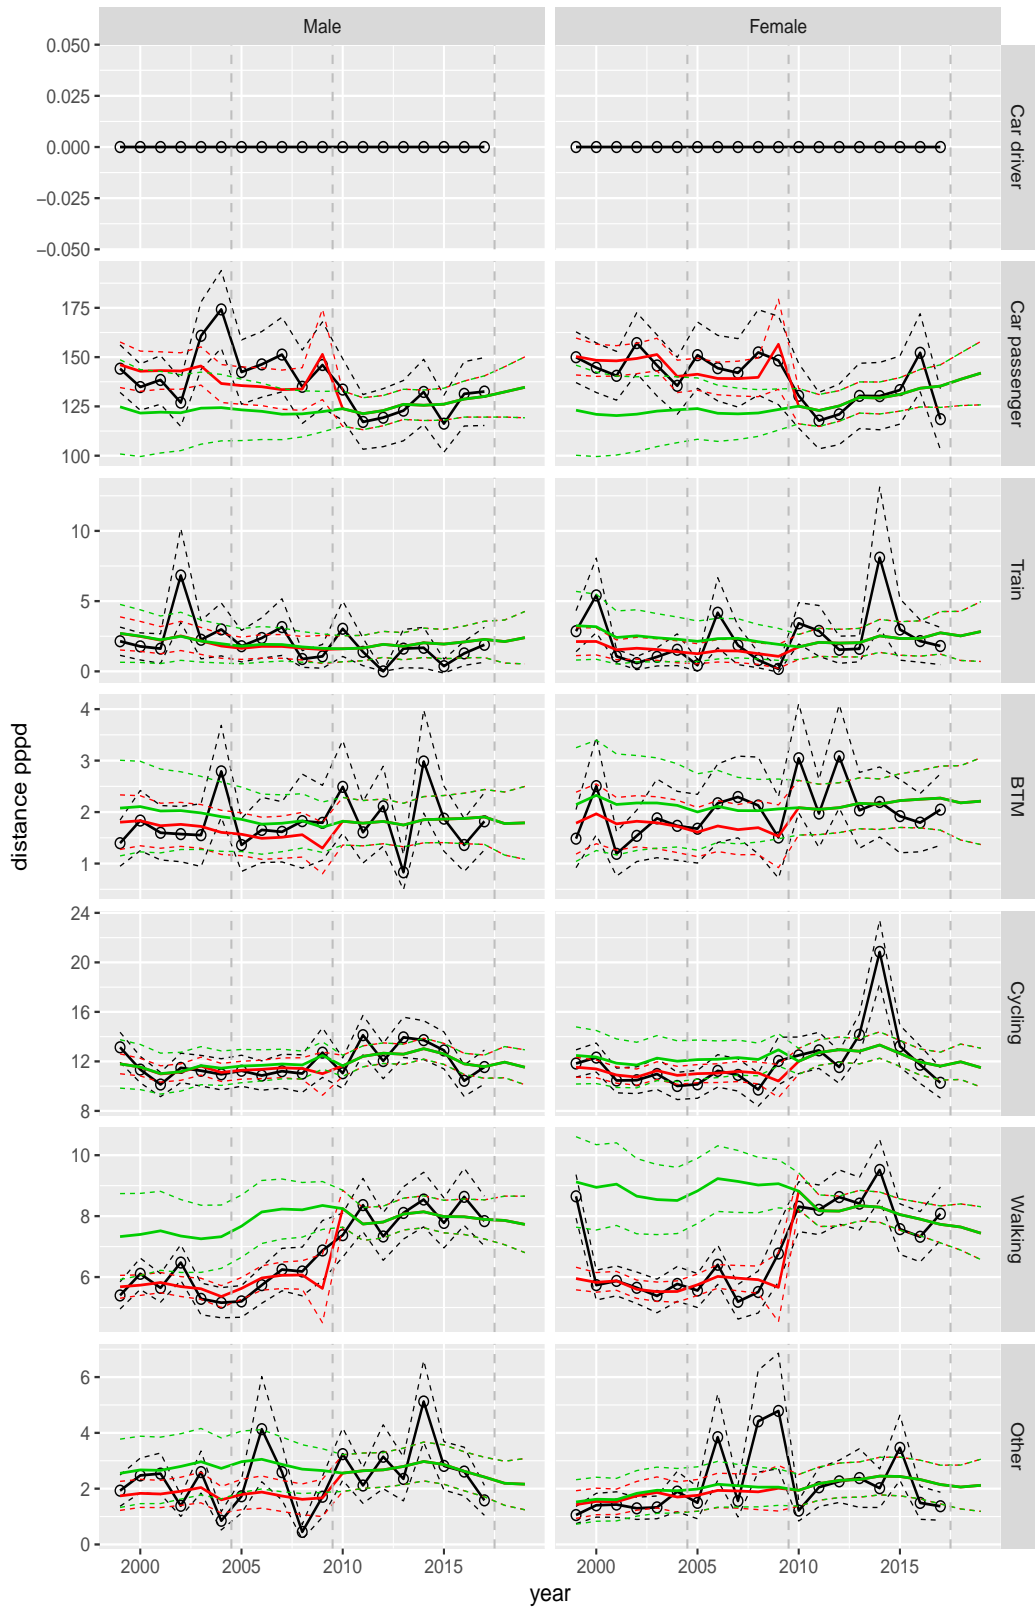 Male Female
0.050
0.025
0.000
−0.025
−0.050
Car driver
175
150
125
100
Car passenger
10
5
0
Train
4
3
2
1
BTM
24
20
16
12
8
Cycling
10
8
6
Walking
6
4
2
0
Other
distance pppd
2000 2005 2010 2015 2000 2005 2010 2015
year